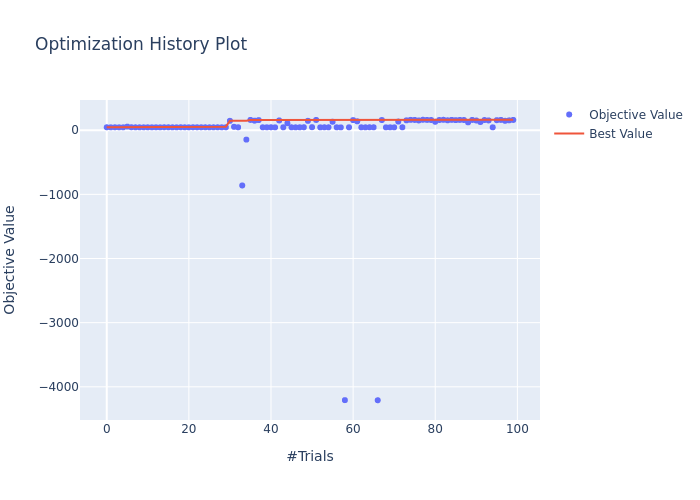 Optimization History Plot
Objective Value
0
−1000
−2000
−3000
−4000
0
20
40
60
80
100
#Trials
Objective Value
Best Value